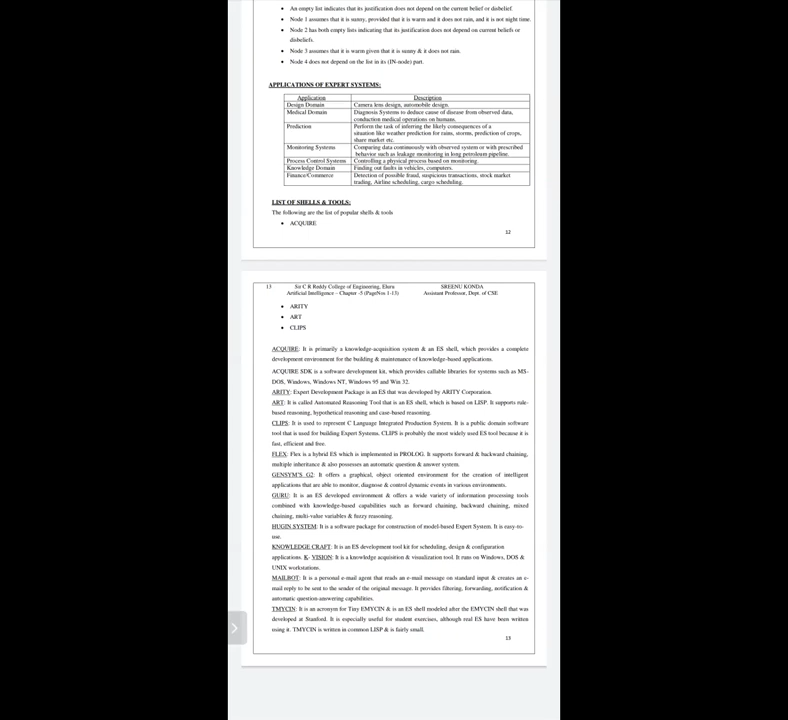 • An empty list indicates that its justification does not depend on the current belief or disbelief.
• Node 1 assumes that it is sunny, provided that it is warm and it does not rain, and it is not night time.
• Node 2 has both empty lists indicating that its justification does not depend on current beliefs or
disbeliefs.
• Node 3 assumes that it is warm given that it is sunny & it does not rain.
• Node 4 does not depend on the list in its (IN-node) part.
APPLICATIONS OF EXPERT SYSTEMS:
Application Description
Design Domain Camera lens design, automobile design.
Medical Domain Diagnosis Systems to deduce cause of disease from observed data,
conduction medical operations on humans.
Prediction Perform the task of inferring the likely consequences of a
situation like weather prediction for rains, storms, prediction of crops,
share market etc.
Monitoring Systems Comparing data continuously with observed system or with prescribed
behavior such as leakage monitoring in long petroleum pipeline.
Process Control Systems Controlling a physical process based on monitoring.
Knowledge Domain Finding out faults in vehicles, computers.
Finance/Commerce Detection of possible fraud, suspicious transactions, stock market
trading, Airline scheduling, cargo scheduling.
LIST OF SHELLS & TOOLS:
The following are the list of popular shells & tools
• ACQUIRE
12
13 Sir C R Reddy College of Engineering, Eluru SREENU KONDA
Artificial Intelligence – Chapter -5 (PageNos 1-13) Assistant Professor, Dept. of CSE
• ARITY
• ART
• CLIPS
ACQUIRE: It is primarily a knowledge-acquisition system & an ES shell, which provides a complete
development environment for the building & maintenance of knowledge-based applications.
ACQUIRE SDK is a software development kit, which provides callable libraries for systems such as MS-
DOS, Windows, Windows NT, Windows 95 and Win 32.
ARITY: Expert Development Package is an ES that was developed by ARITY Corporation.
ART: It is called Automated Reasoning Tool that is an ES shell, which is based on LISP. It supports rule-
based reasoning, hypothetical reasoning and case-based reasoning.
CLIPS: It is used to represent C Language Integrated Production System. It is a public domain software
tool that is used for building Expert Systems. CLIPS is probably the most widely used ES tool because it is
fast, efficient and free.
FLEX: Flex is a hybrid ES which is implemented in PROLOG. It supports forward & backward chaining,
multiple inheritance & also possesses an automatic question & answer system.
GENSYM'S G2: It offers a graphical, object oriented environment for the creation of intelligent
applications that are able to monitor, diagnose & control dynamic events in various environments.
GURU: It is an ES developed environment & offers a wide variety of information processing tools
combined with knowledge-based capabilities such as forward chaining, backward chaining, mixed
chaining, multi-value variables & fuzzy reasoning.
HUGIN SYSTEM: It is a software package for construction of model-based Expert System. It is easy-to-
use.
KNOWLEDGE CRAFT: It is an ES development tool kit for scheduling, design & configuration
applications. K- VISION: It is a knowledge acquisition & visualization tool. It runs on Windows, DOS &
UNIX workstations.
MAILBOT: It is a personal e-mail agent that reads an e-mail message on standard input & creates an e-
mail reply to be sent to the sender of the original message. It provides filtering, forwarding, notification &
automatic question-answering capabilities.
TMYCIN: It is an acronym for Tiny EMYCIN & is an ES shell modeled after the EMYCIN shell that was
developed at Stanford. It is especially useful for student exercises, although real ES have been written
using it. TMYCIN is written in common LISP & is fairly small.
13